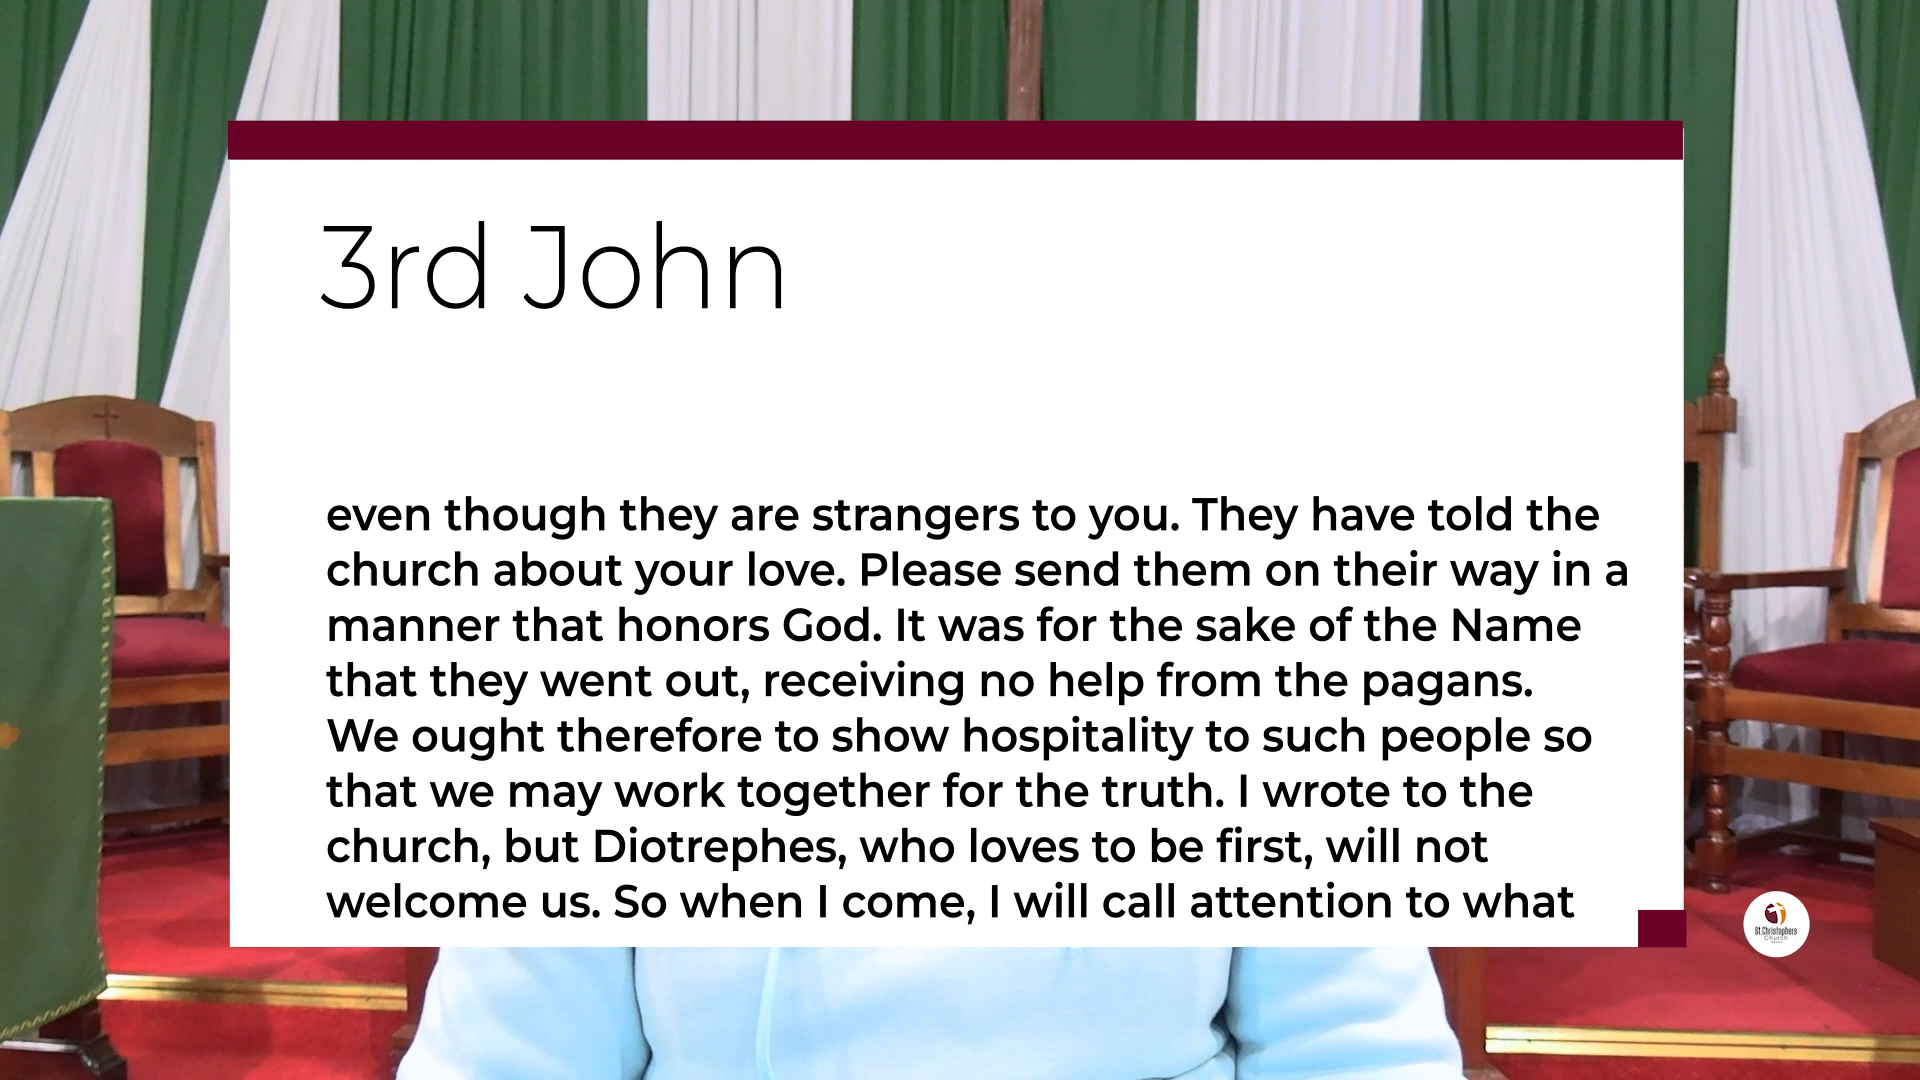 3rd John
even though they are strangers to you. They have told the
church about your love. Please send them on their way in a
manner that honors God. It was for the sake of the Name
that they went out, receiving no help from the pagans.
We ought therefore to show hospitality to such people so
that we may work together for the truth. I wrote to the
church, but Diotrephes, who loves to be first, will not
welcome us. So when I come, I will call attention to what
St.Christophers
Church